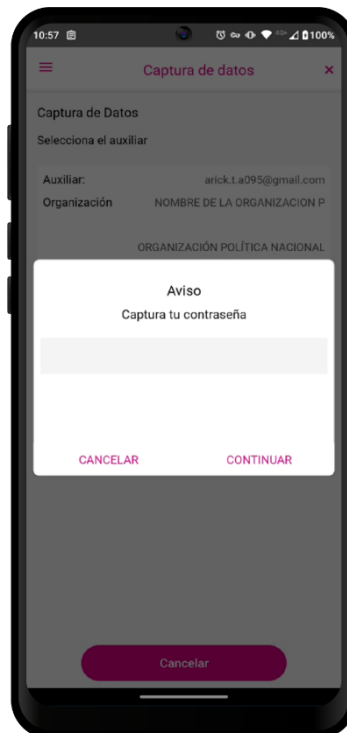 10:57 4G+ 100%
Captura de datos ×
Captura de Datos
Selecciona el auxiliar
Auxiliar: arick.t.a095@gmail.com
Organización NOMBRE DE LA ORGANIZACION P
ORGANIZACIÓN POLÍTICA NACIONAL
Aviso
Captura tu contraseña
CANCELAR CONTINUAR
Cancelar